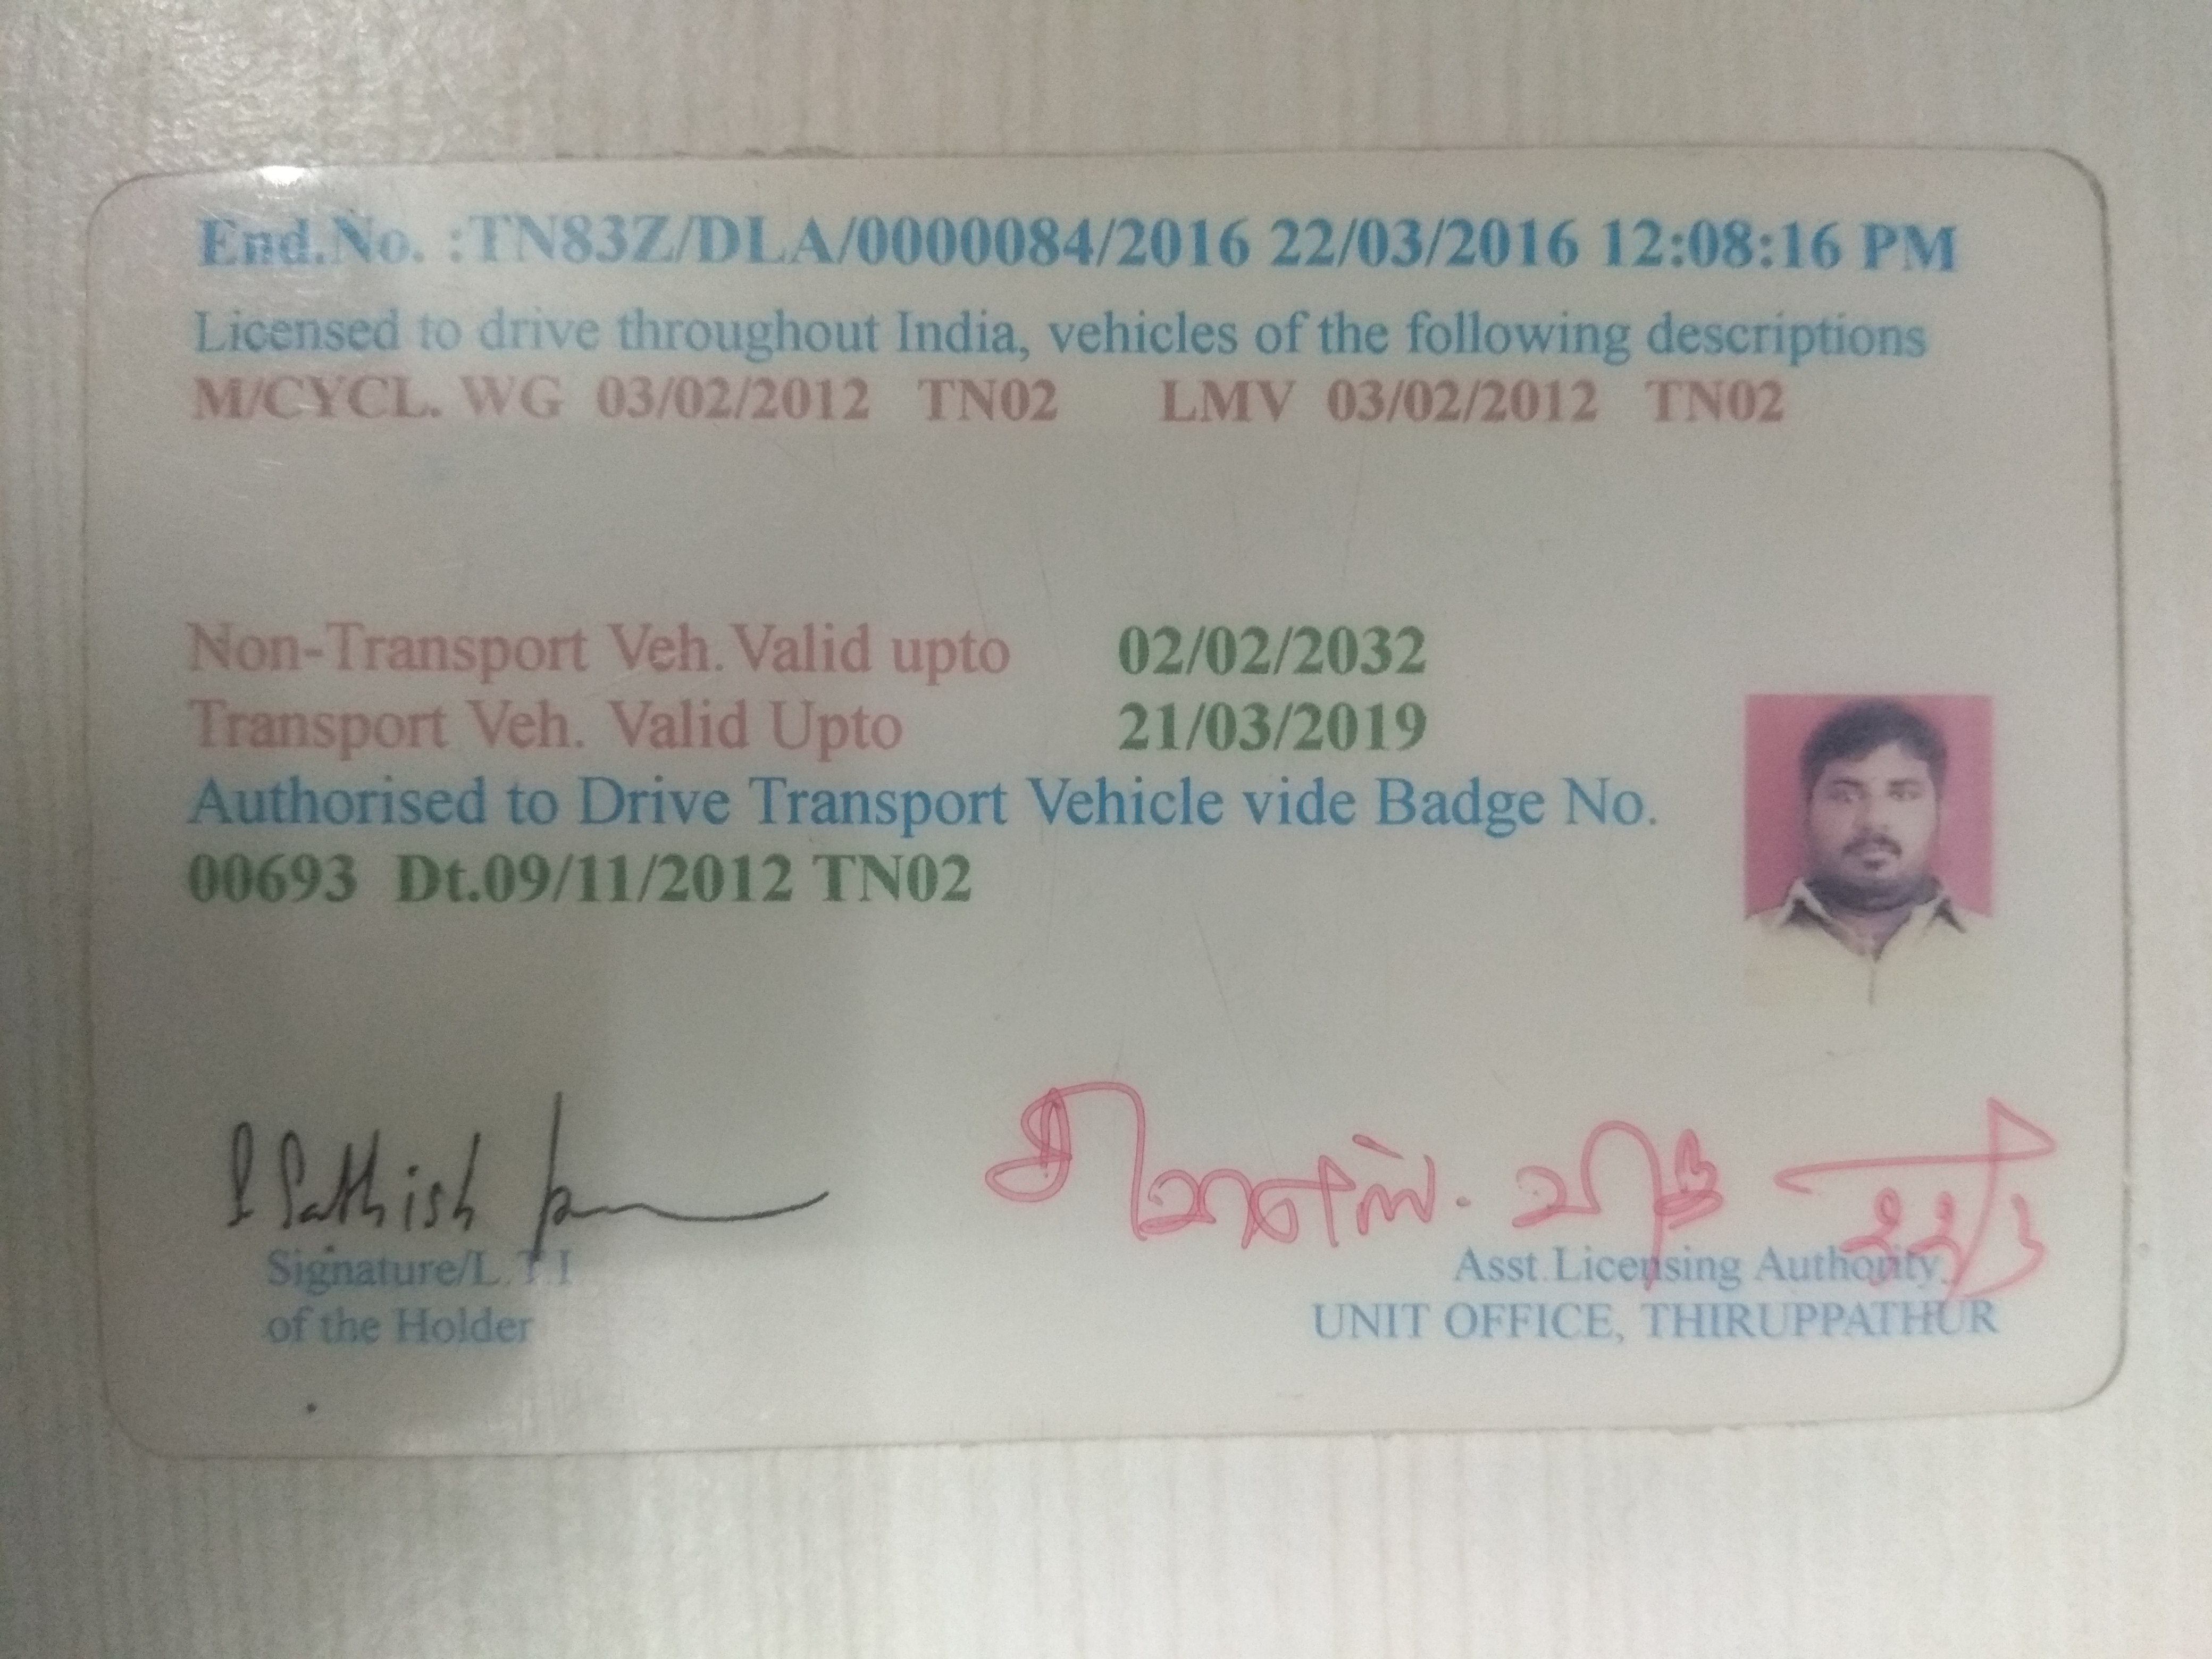 End.No. :TN83Z/DLA/0000084/2016 22/03/2016 12:08:16 PM
Licensed to drive throughout India, vehicles of the following descriptions
M/CYCL. WG 03/02/2012 TN02 LMV 03/02/2012 TN02
Non-Transport Veh. Valid upto 02/02/2032
Transport Veh. Valid Upto 21/03/2019
Authorised to Drive Transport Vehicle vide Badge No.
00693 Dt.09/11/2012 TN02
S Sathish
22/3
Signature/L.T.I
of the Holder
Asst.Licensing Authority
UNIT OFFICE, THIRUPPATHUR